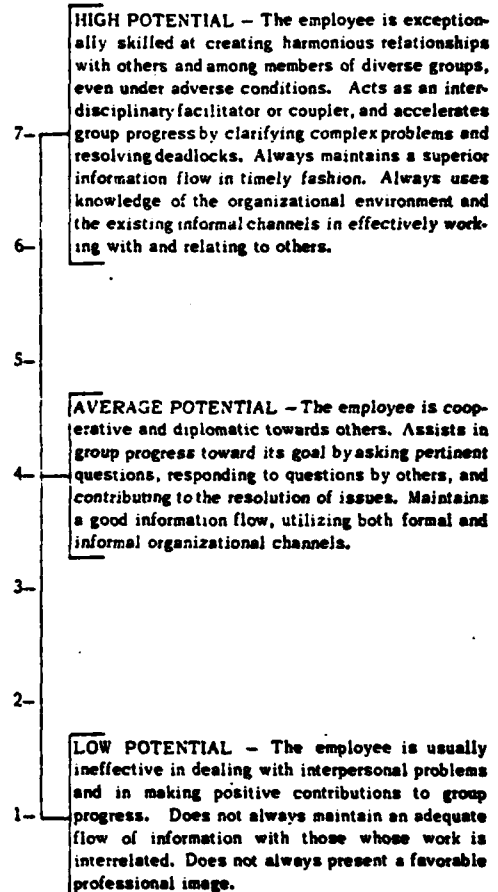 HIGH POTENTIAL – The employee is exception-
ally skilled at creating harmonious relationships
with others and among members of diverse groups,
even under adverse conditions. Acts as an inter-
disciplinary facilitator or coupler, and accelerates
7– group progress by clarifying complex problems and
resolving deadlocks. Always maintains a superior
information flow in timely fashion. Always uses
knowledge of the organizational environment and
the existing informal channels in effectively work-
6– ing with and relating to others.
5–
AVERAGE POTENTIAL – The employee is coop-
erative and diplomatic towards others. Assists in
group progress toward its goal by asking pertinent
4– questions, responding to questions by others, and
contributing to the resolution of issues. Maintains
a good information flow, utilizing both formal and
informal organizational channels.
3–
2–
LOW POTENTIAL – The employee is usually
ineffective in dealing with interpersonal problems
and in making positive contributions to group
1– progress. Does not always maintain an adequate
flow of information with those whose work is
interrelated. Does not always present a favorable
professional image.